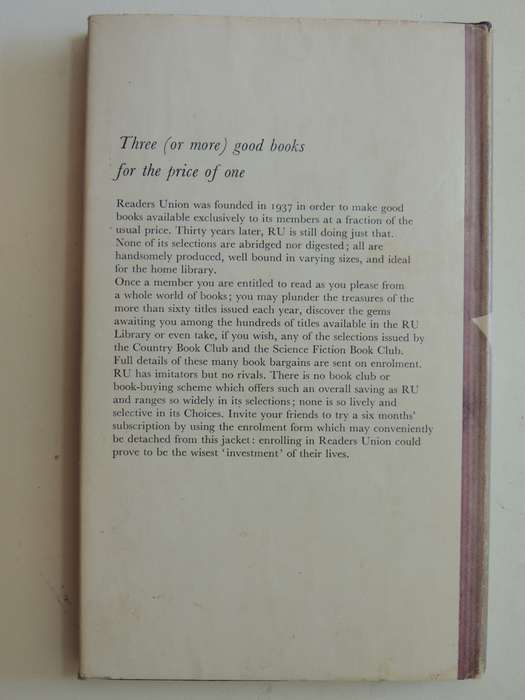 Three (or more) good books
for the price of one
Readers Union was founded in 1937 in order to make good
books available exclusively to its members at a fraction of the
usual price. Thirty years later, RU is still doing just that.
None of its selections are abridged nor digested; all are
handsomely produced, well bound in varying sizes, and ideal
for the home library.
Once a member you are entitled to read as you please from
a whole world of books; you may plunder the treasures of the
more than sixty titles issued each year, discover the gems
awaiting you among the hundreds of titles available in the RU
Library or even take, if you wish, any of the selections issued by
the Country Book Club and the Science Fiction Book Club.
Full details of these many book bargains are sent on enrolment.
RU has imitators but no rivals. There is no book club or
book-buying scheme which offers such an overall saving as RU
and ranges so widely in its selections; none is so lively and
selective in its Choices. Invite your friends to try a six months'
subscription by using the enrolment form which may conveniently
be detached from this jacket: enrolling in Readers Union could
prove to be the wisest 'investment' of their lives.